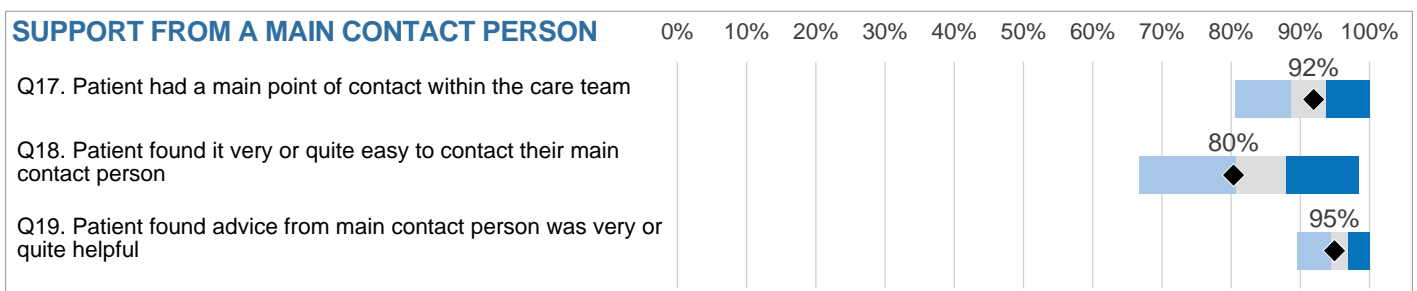 SUPPORT FROM A MAIN CONTACT PERSON 0% 10% 20% 30% 40% 50% 60% 70% 80% 90% 100%
Q17. Patient had a main point of contact within the care team
92%
Q18. Patient found it very or quite easy to contact their main
contact person
80%
Q19. Patient found advice from main contact person was very or
quite helpful
95%